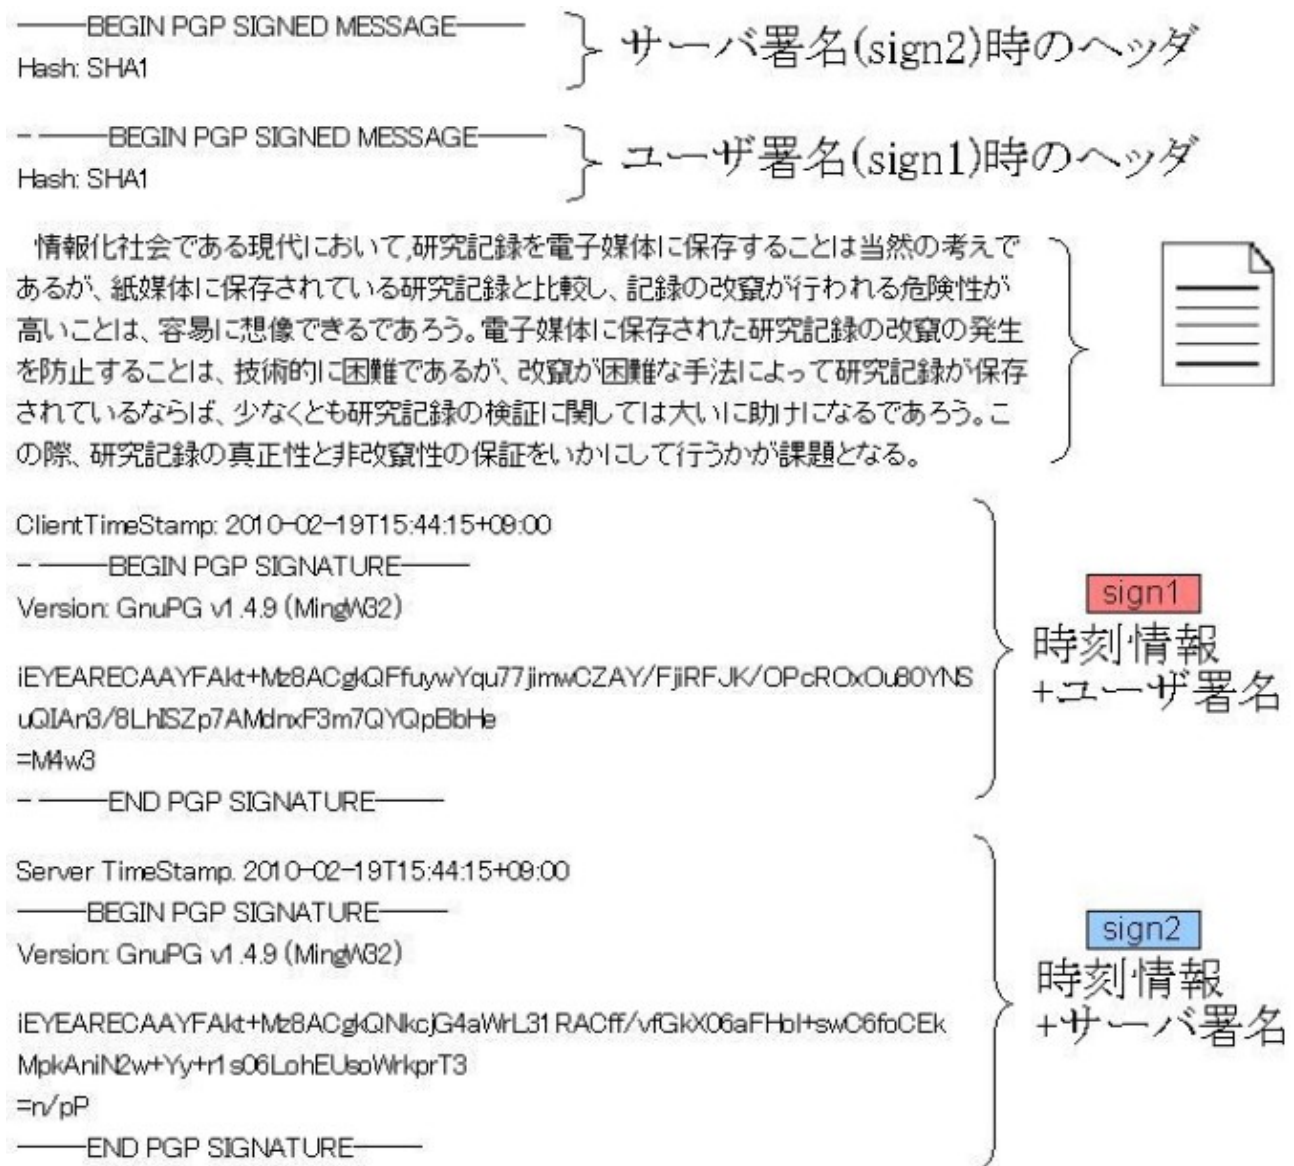 -----BEGIN PGP SIGNED MESSAGE-----
Hash: SHA1
サーバ署名(sign2)時のヘッダ
- -----BEGIN PGP SIGNED MESSAGE-----
Hash: SHA1
ユーザ署名(sign1)時のヘッダ
情報化社会である現代において,研究記録を電子媒体に保存することは当然の考えで
あるが、紙媒体に保存されている研究記録と比較し、記録の改竄が行われる危険性が
高いことは、容易に想像できるであろう。電子媒体に保存された研究記録の改竄の発生
を防止することは、技術的に困難であるが、改竄が困難な手法によって研究記録が保存
されているならば、少なくとも研究記録の検証に関しては大いに助けになるであろう。こ
の際、研究記録の真正性と非改竄性の保証をいかにして行うかが課題となる。
ClientTimeStamp: 2010-02-19T15:44:15+09:00
- -----BEGIN PGP SIGNATURE-----
Version: GnuPG v1.4.9 (MingW32)
iEYEARECAAYFAkt+Mz8ACgkQFfuywYqu77jimwCZAY/FjiRFJK/OPcROxOu80YNS
uQIAn3/8LhISZp7AMdnxF3m7QYQpBbHe
=M4w3
- -----END PGP SIGNATURE-----
sign1
時刻情報
+ユーザ署名
Server TimeStamp. 2010-02-19T15:44:15+09:00
-----BEGIN PGP SIGNATURE-----
Version: GnuPG v1.4.9 (MingW32)
iEYEARECAAYFAkt+Mz8ACgkQNkcjG4aWrL31RACff/vfGkX06aFHoI+swC6foCEk
MpkAniN2w+Yy+r1s06LohEUsoWrkprT3
=n/pP
-----END PGP SIGNATURE-----
sign2
時刻情報
+サーバ署名